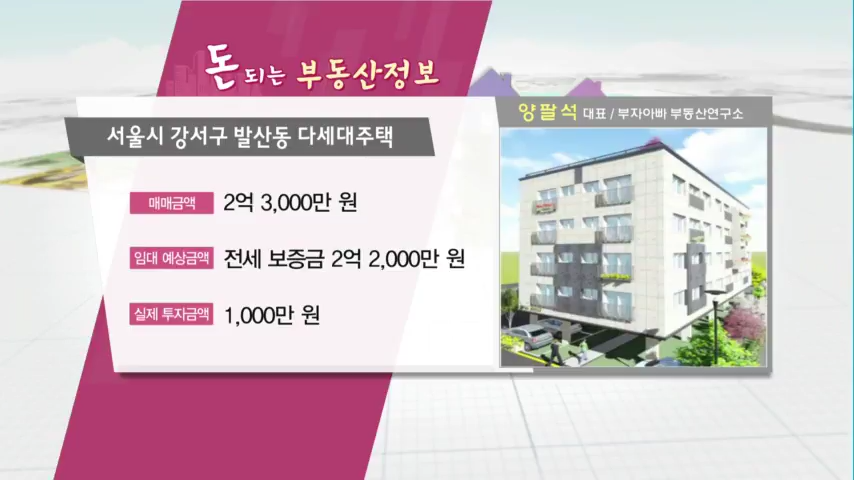 돈 되는 부동산정보
양팔석 대표 / 부자아빠 부동산연구소
서울시 강서구 발산동 다세대주택
매매금액 2억 3,000만 원
임대 예상금액 전세 보증금 2억 2,000만 원
실제 투자금액 1,000만 원